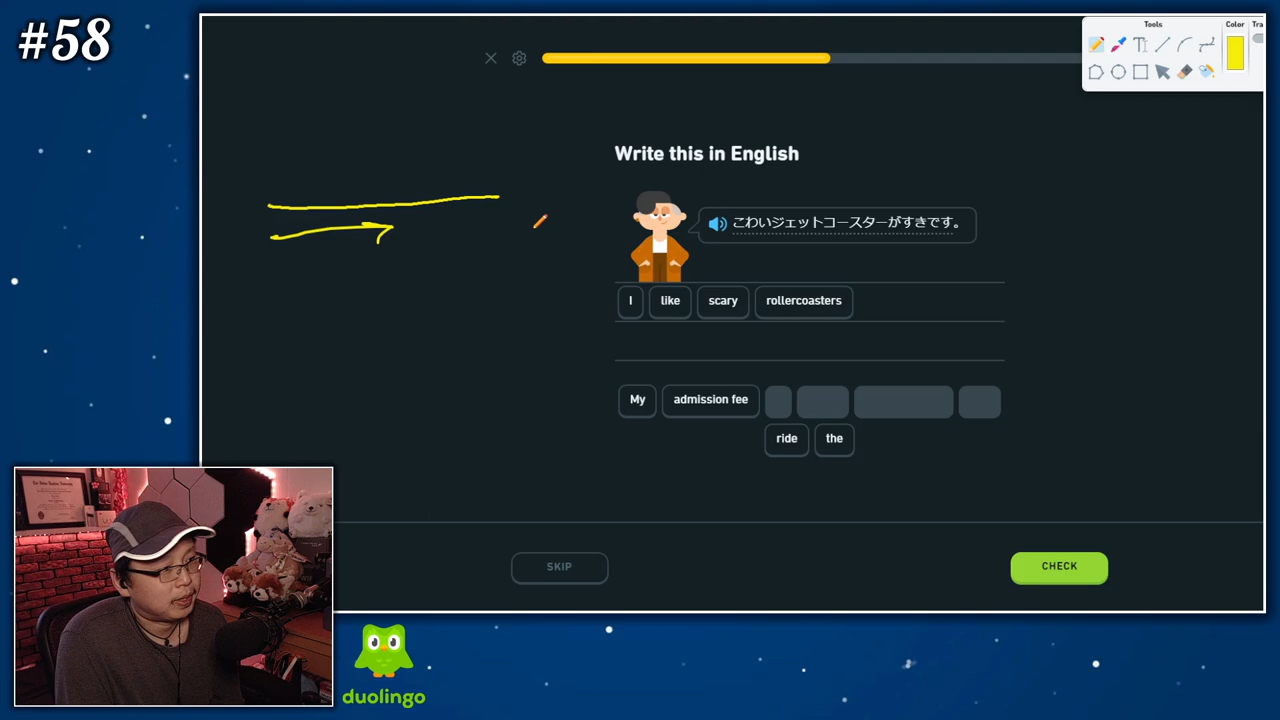 #58
Tools
Color
Tra
Write this in English
こわいジェットコースターがすきです。
I like scary rollercoasters
My admission fee
ride the
SKIP
CHECK
duolingo